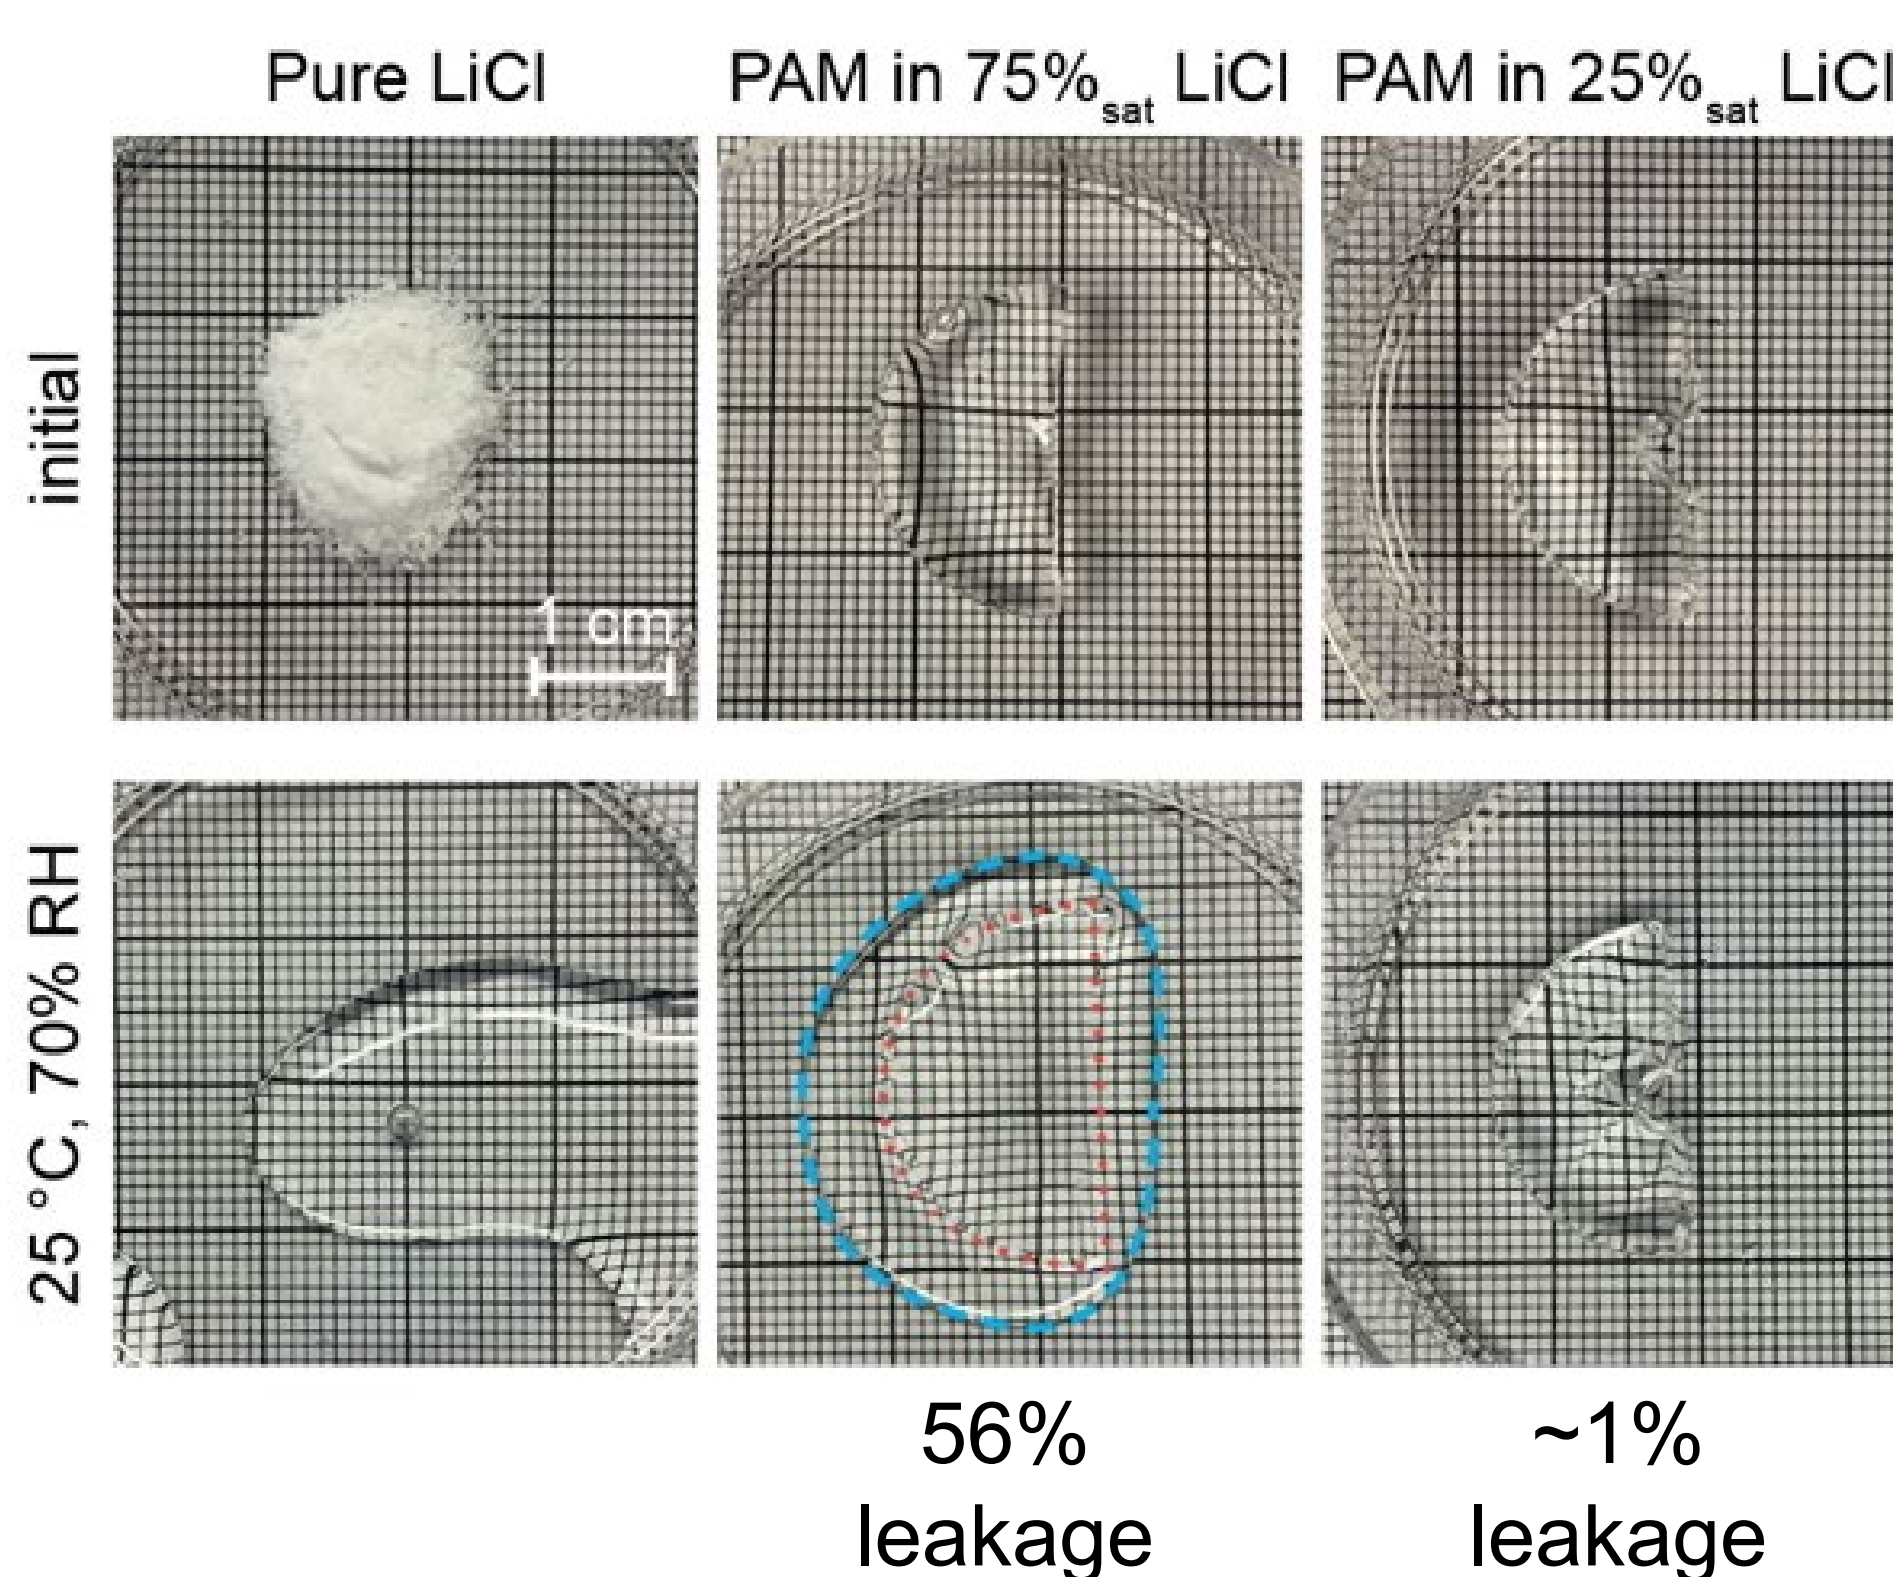 Pure LiCl
PAM in 75%sat LiCl
PAM in 25%sat LiCl
initial
1 cm
25 °C, 70% RH
56%
leakage
~1%
leakage